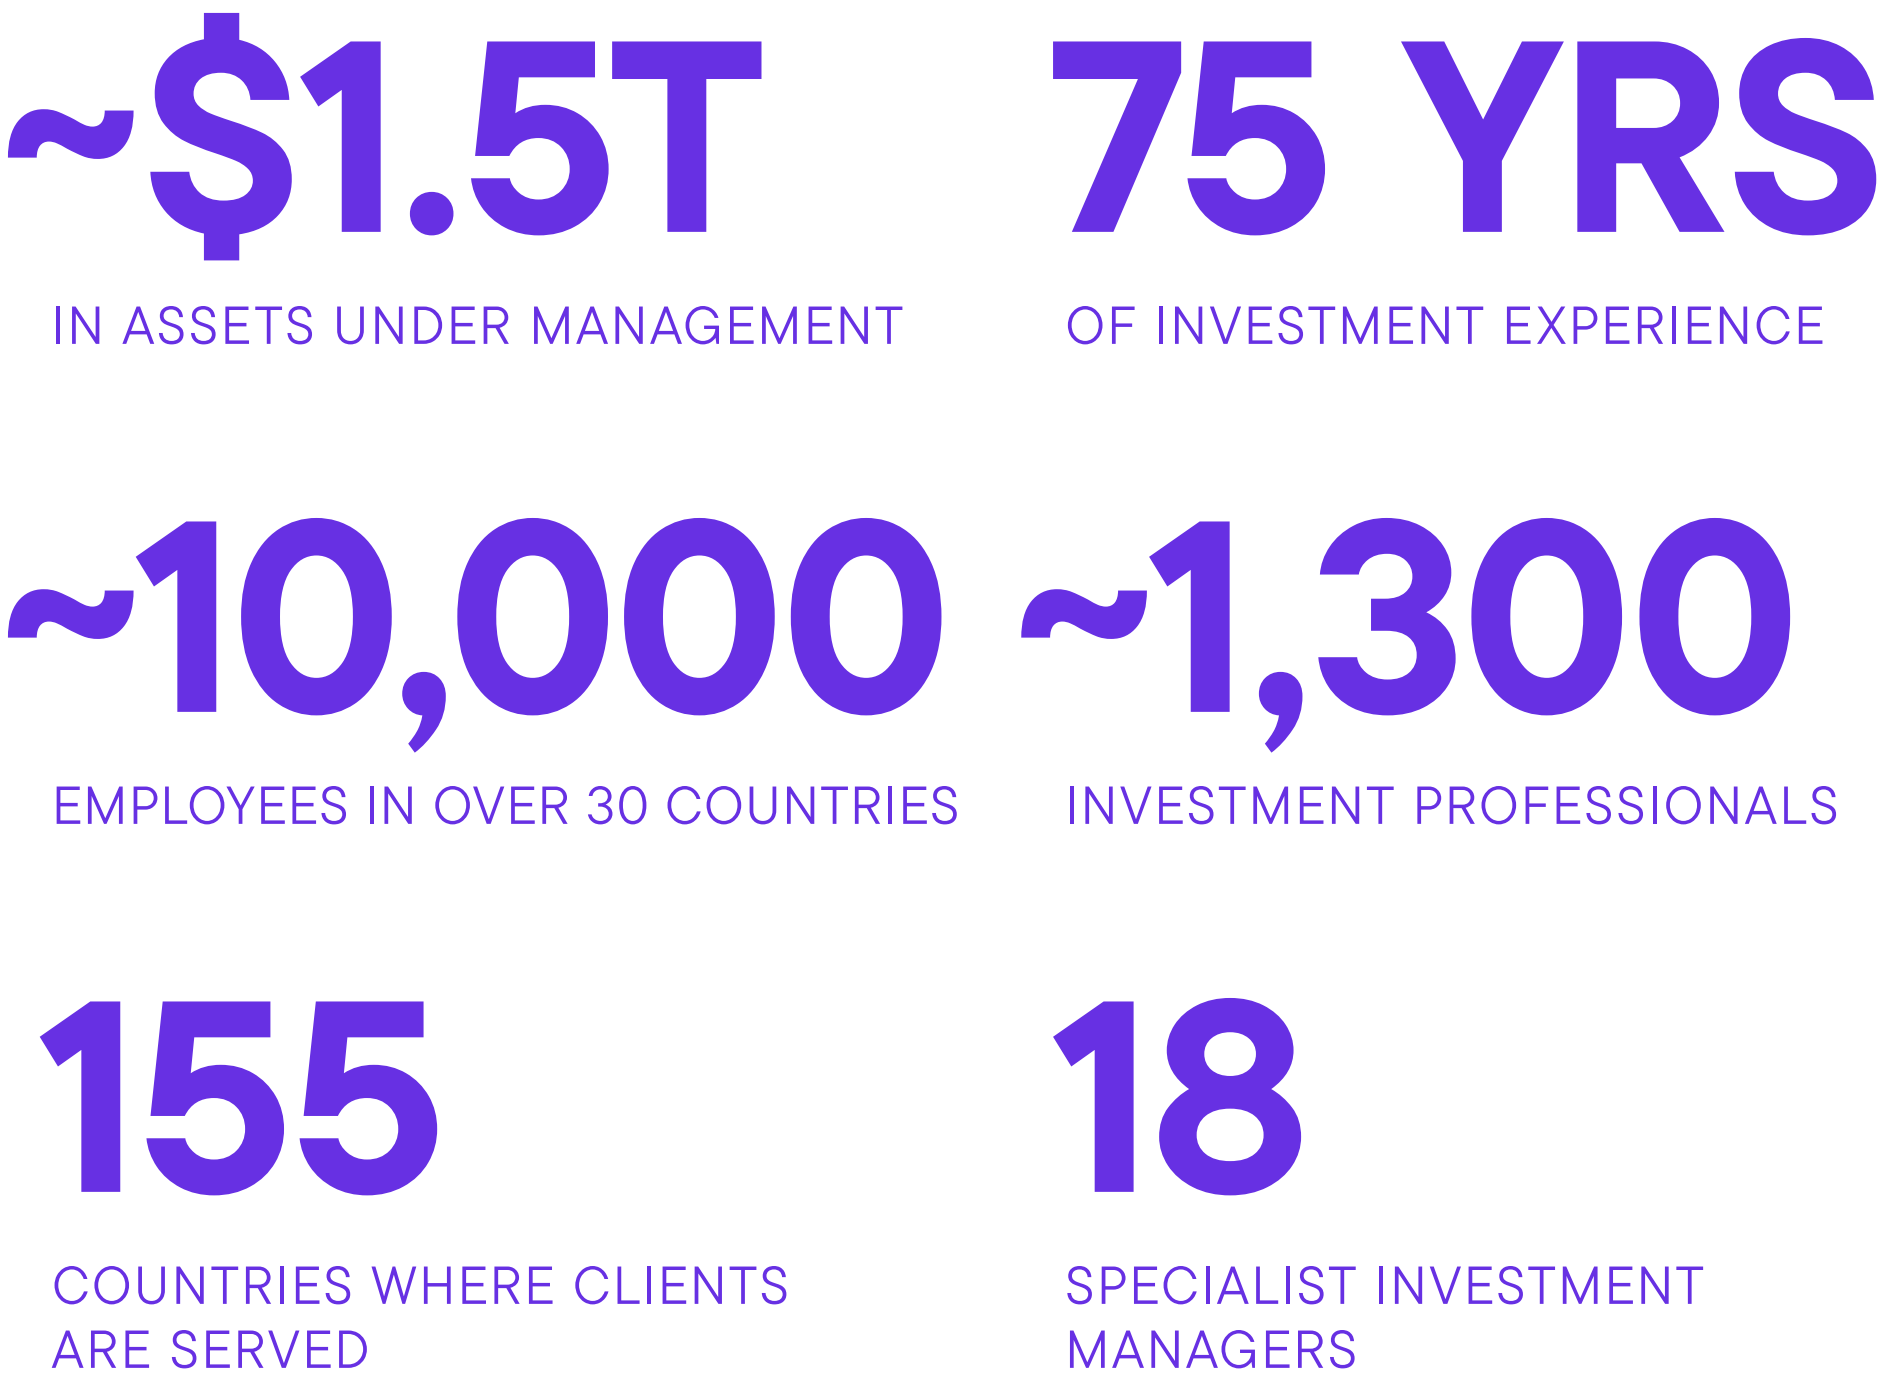 ~$1.5T
IN ASSETS UNDER MANAGEMENT
75 YRS
OF INVESTMENT EXPERIENCE
~10,000
EMPLOYEES IN OVER 30 COUNTRIES
~1,300
INVESTMENT PROFESSIONALS
155
COUNTRIES WHERE CLIENTS
ARE SERVED
18
SPECIALIST INVESTMENT
MANAGERS